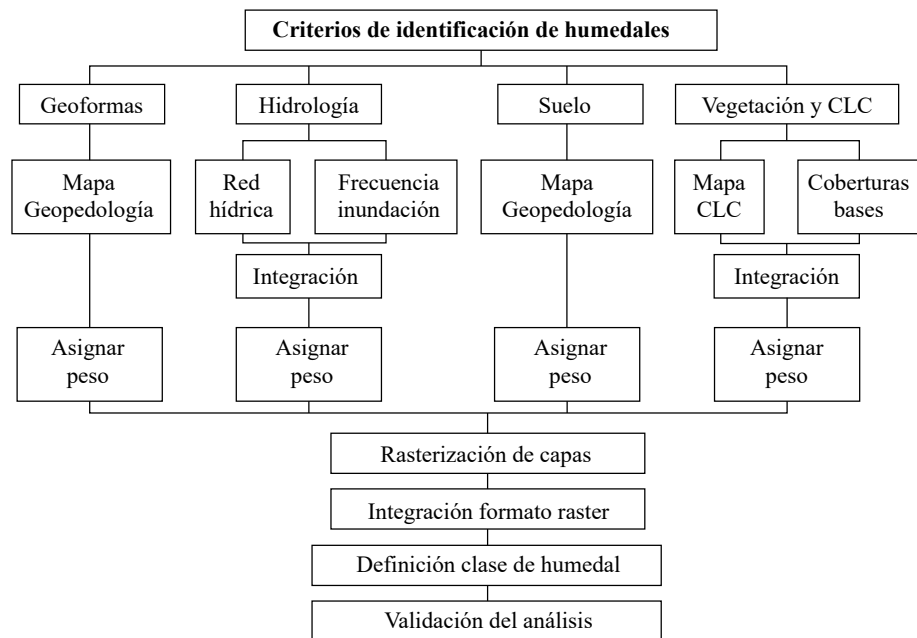 Criterios de identificación de humedales
Geoformas
Hidrología
Suelo
Vegetación y CLC
Mapa
Geopedología
Red
hídrica
Frecuencia
inundación
Mapa
Geopedología
Mapa
CLC
Coberturas
bases
Integración
Integración
Asignar
peso
Asignar
peso
Asignar
peso
Asignar
peso
Rasterización de capas
Integración formato raster
Definición clase de humedal
Validación del análisis